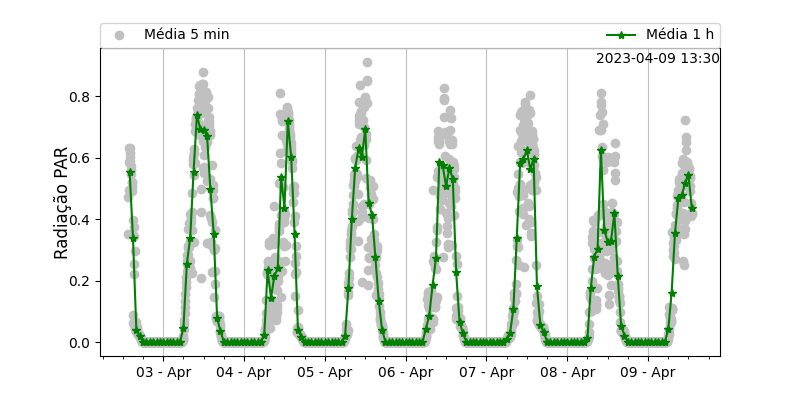 Média 5 min
Média 1 h
2023-04-09 13:30
Radiação PAR
0.8
0.6
0.4
0.2
0.0
03 - Apr
04 - Apr
05 - Apr
06 - Apr
07 - Apr
08 - Apr
09 - Apr